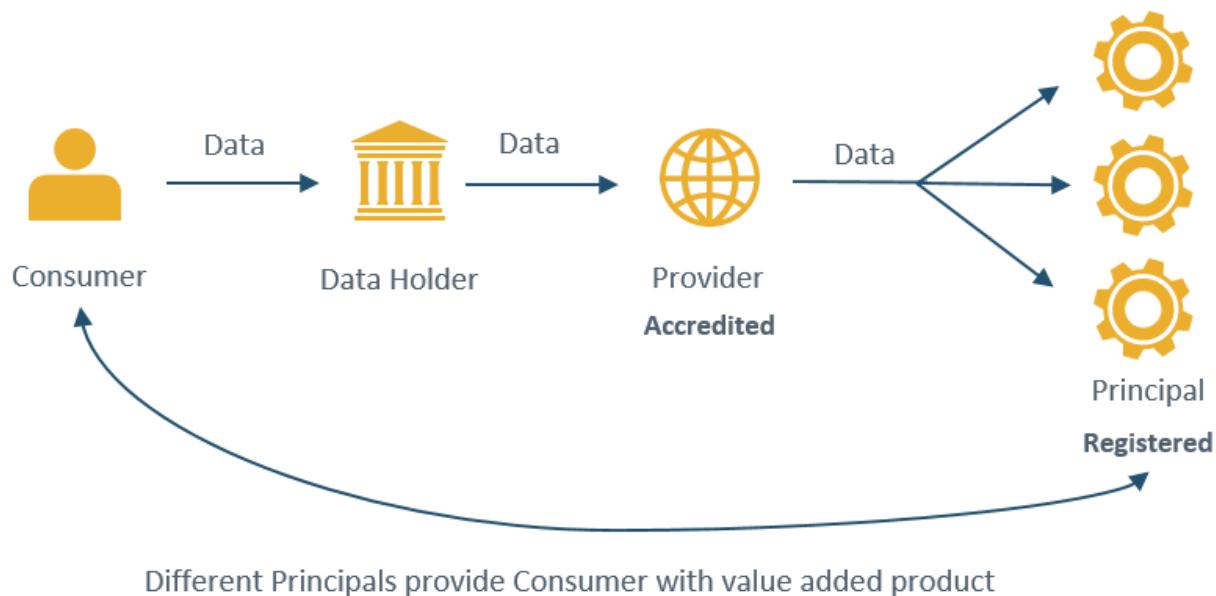 Data
Data
Data
Consumer
Data Holder
Provider
Accredited
Principal
Registered
Different Principals provide Consumer with value added product